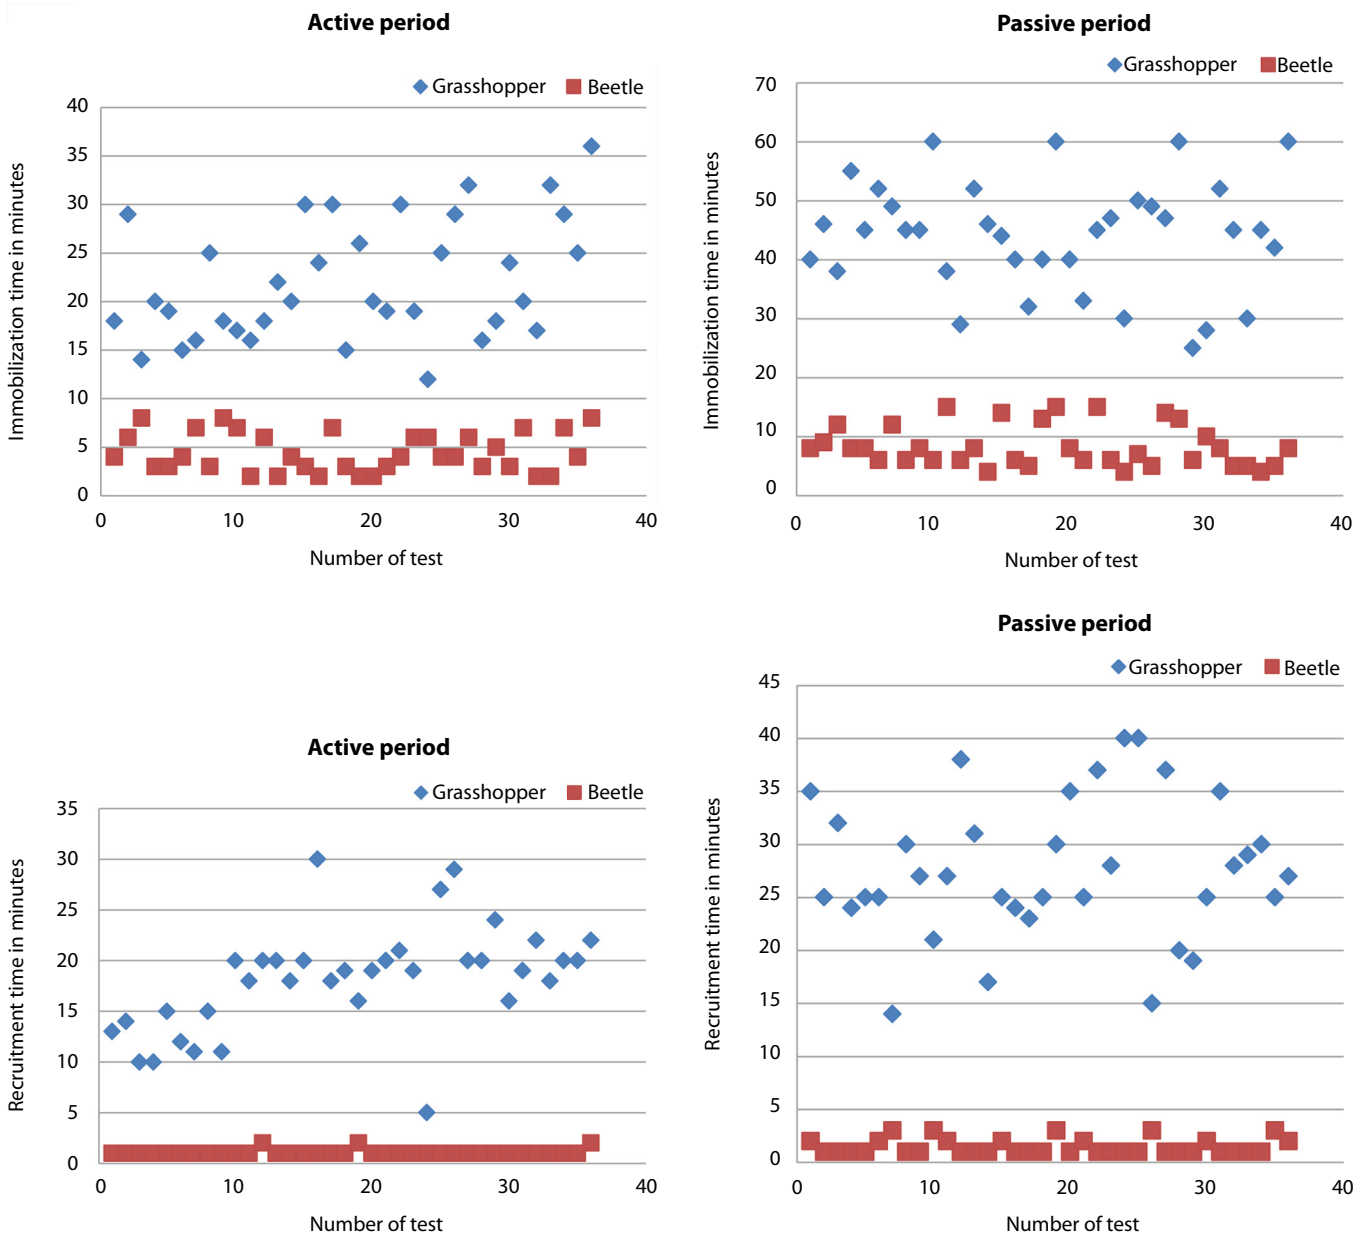 Active period
Grasshopper Beetle
40
35
30
25
20
15
10
5
0
0 10 20 30 40
Immobilization time in minutes
Number of test
Passive period
Grasshopper Beetle
70
60
50
40
30
20
10
0
0 10 20 30 40
Immobilization time in minutes
Number of test
Active period
Grasshopper Beetle
35
30
25
20
15
10
5
0
0 10 20 30 40
Recruitment time in minutes
Number of test
Passive period
Grasshopper Beetle
45
40
35
30
25
20
15
10
5
0
0 10 20 30 40
Recruitment time in minutes
Number of test